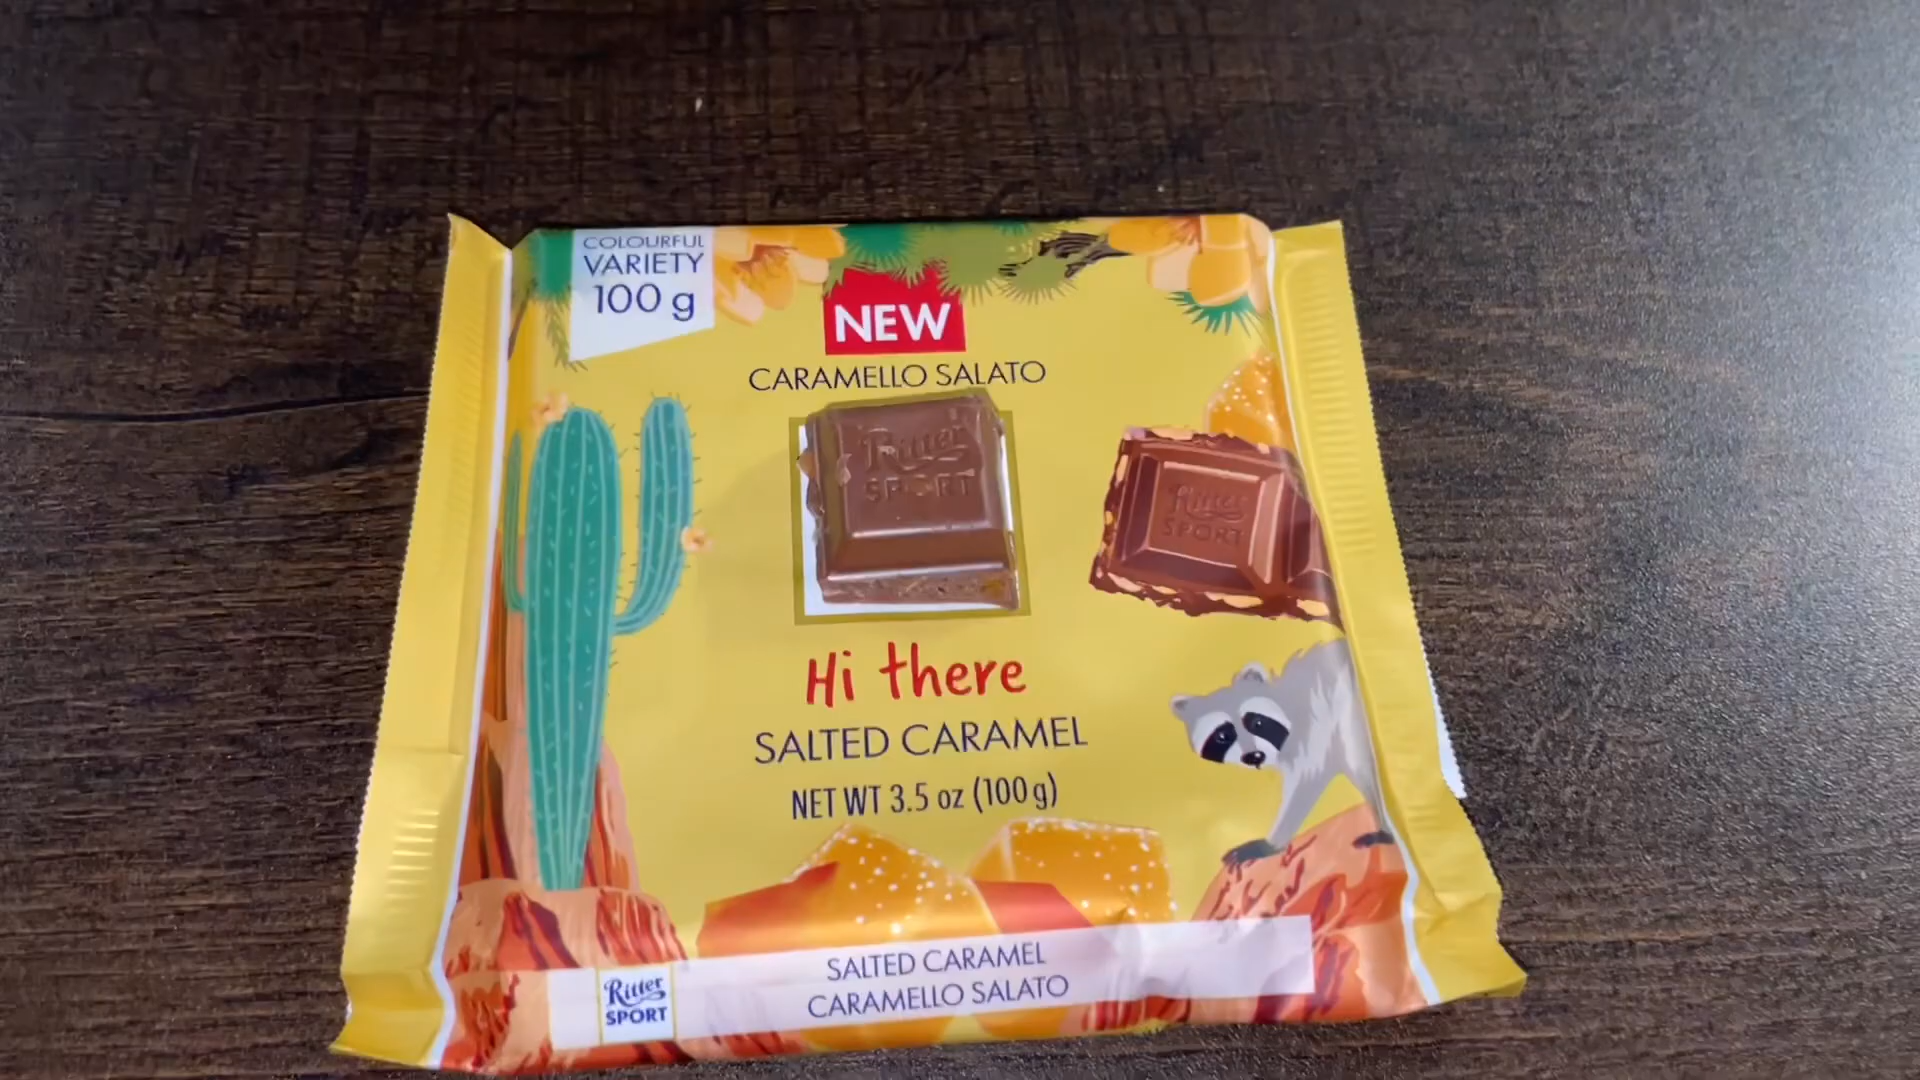 COLOURFUL
VARIETY
100 g
NEW
CARAMELLO SALATO
Ritter
SPORT
Ritter
SPORT
Hi there
SALTED CARAMEL
NET WT 3.5 oz (100 g)
SALTED CARAMEL
CARAMELLO SALATO
Ritter
SPORT